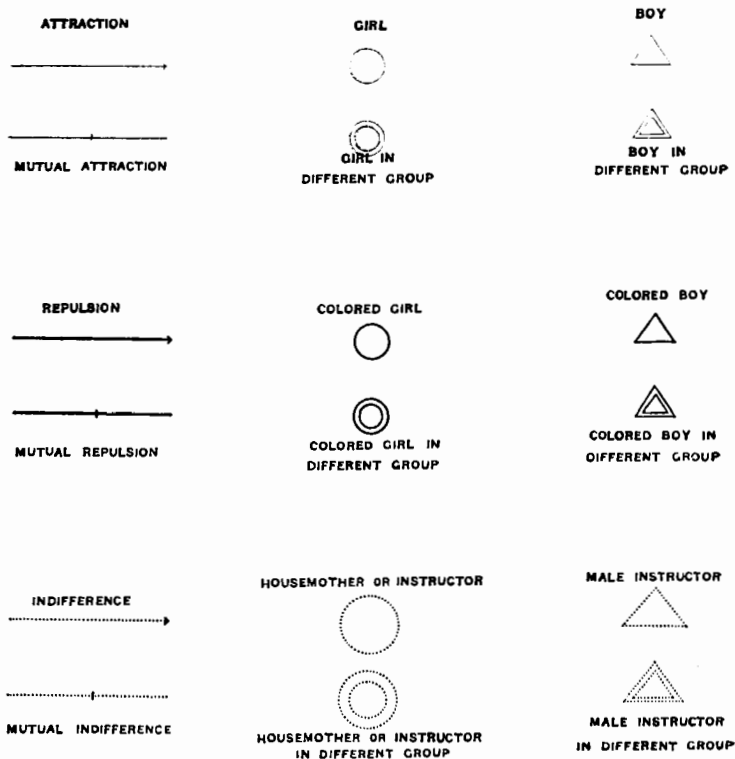 ATTRACTION
GIRL
BOY
MUTUAL ATTRACTION
GIRL IN
DIFFERENT GROUP
BOY IN
DIFFERENT GROUP
REPULSION
COLORED GIRL
COLORED BOY
MUTUAL REPULSION
COLORED GIRL IN
DIFFERENT GROUP
COLORED BOY IN
DIFFERENT GROUP
INDIFFERENCE
HOUSEMOTHER OR INSTRUCTOR
MALE INSTRUCTOR
MUTUAL INDIFFERENCE
HOUSEMOTHER OR INSTRUCTOR
IN DIFFERENT GROUP
MALE INSTRUCTOR
IN DIFFERENT GROUP